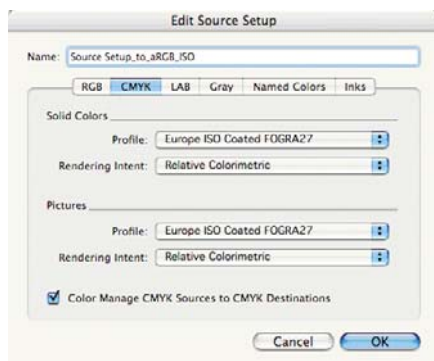 Edit Source Setup
Name: Source Setup_to_aRGB_ISO
RGB CMYK LAB Gray Named Colors Inks
Solid Colors
Profile: Europe ISO Coated FOGRA27
Rendering Intent: Relative Colorimetric
Pictures
Profile: Europe ISO Coated FOGRA27
Rendering Intent: Relative Colorimetric
Color Manage CMYK Sources to CMYK Destinations
Cancel OK